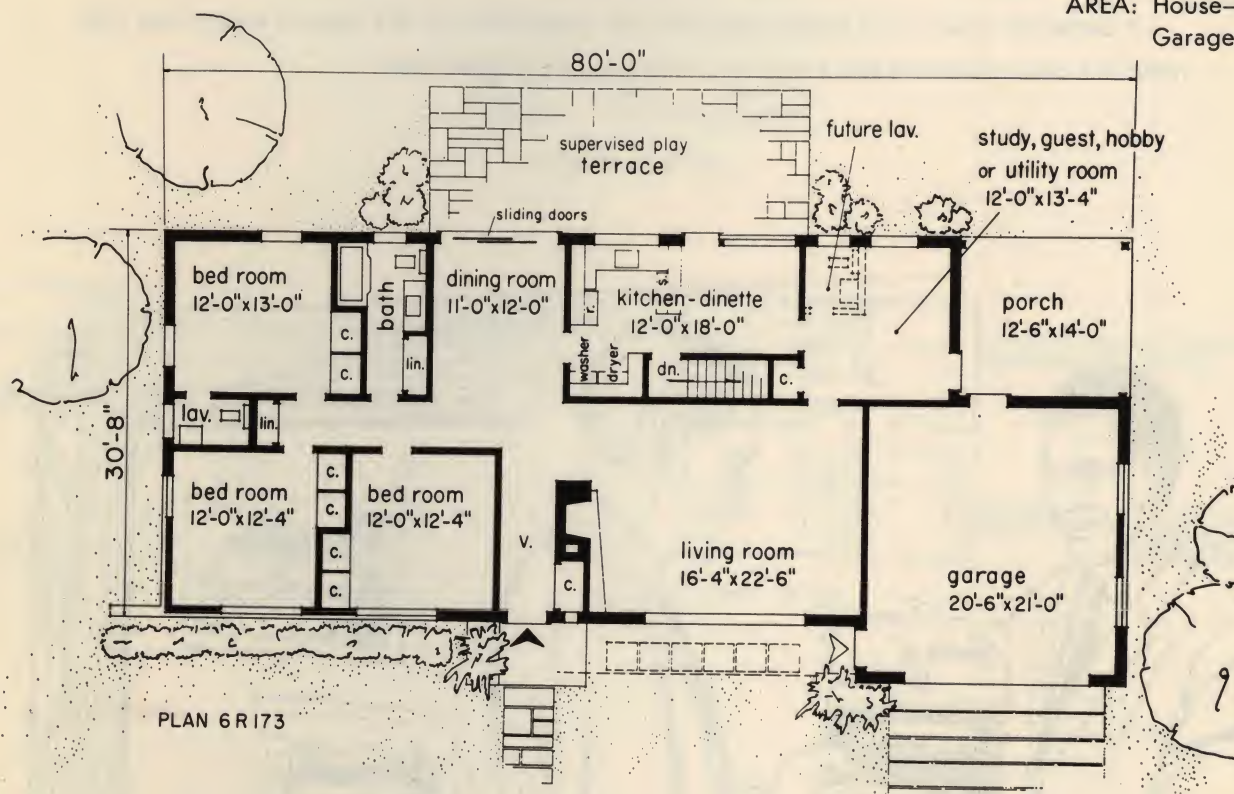 AREA: House–
Garage
80'-0"
supervised play
terrace
future lav.
study, guest, hobby
or utility room
12'-0"x13'-4"
sliding doors
bed room
12'-0"x13'-0"
bath
dining room
11'-0"x12'-0"
kitchen-dinette
12'-0"x18'-0"
r.
s.
porch
12'-6"x14'-0"
c.
c.
lin.
washer
dryer
dn.
c.
30'-8"
lav.
lin.
bed room
12'-0"x12'-4"
c.
c.
c.
c.
bed room
12'-0"x12'-4"
v.
c.
living room
16'-4"x22'-6"
garage
20'-6"x21'-0"
PLAN 6R173